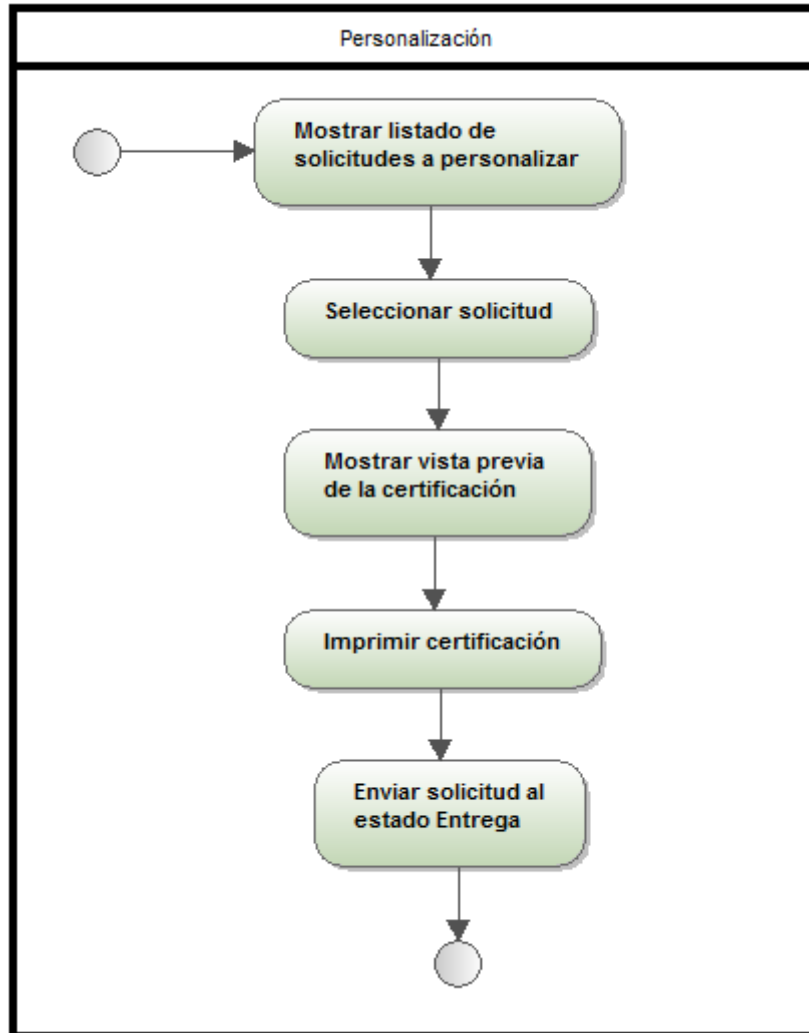 Personalización
Mostrar listado de
solicitudes a personalizar
Seleccionar solicitud
Mostrar vista previa
de la certificación
Imprimir certificación
Enviar solicitud al
estado Entrega